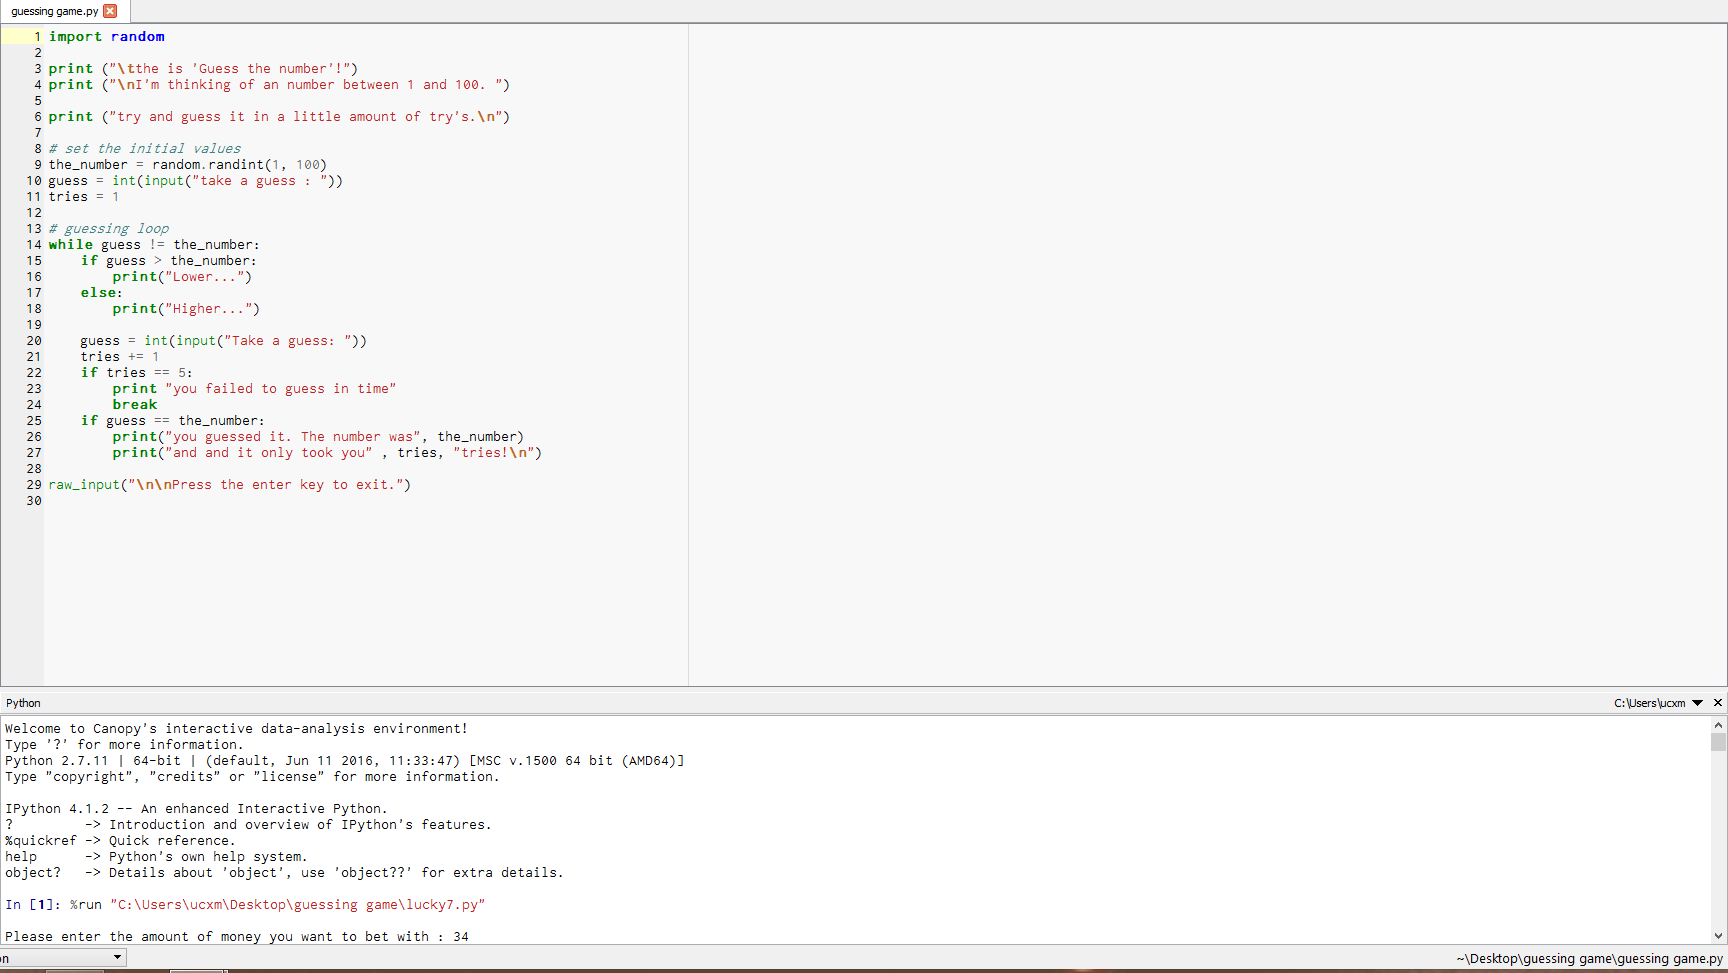 guessing game.py
1 import random
2
3 print ("\tthe is 'Guess the number'!")
4 print ("\nI'm thinking of an number between 1 and 100. ")
5
6 print ("try and guess it in a little amount of try's.\n")
7
8 # set the initial values
9 the_number = random.randint(1, 100)
10 guess = int(input("take a guess : "))
11 tries = 1
12
13 # guessing loop
14 while guess != the_number:
15     if guess > the_number:
16         print("Lower...")
17     else:
18         print("Higher...")
19
20     guess = int(input("Take a guess: "))
21     tries += 1
22     if tries == 5:
23         print "you failed to guess in time"
24         break
25     if guess == the_number:
26         print("you guessed it. The number was", the_number)
27         print("and and it only took you" , tries, "tries!\n")
28
29 raw_input("\n\nPress the enter key to exit.")
30
Python C:\Users\ucxm
Welcome to Canopy's interactive data-analysis environment!
Type '?' for more information.
Python 2.7.11 | 64-bit | (default, Jun 11 2016, 11:33:47) [MSC v.1500 64 bit (AMD64)]
Type "copyright", "credits" or "license" for more information.
IPython 4.1.2 -- An enhanced Interactive Python.
?         -> Introduction and overview of IPython's features.
%quickref -> Quick reference.
help      -> Python's own help system.
object?   -> Details about 'object', use 'object??' for extra details.
In [1]: %run "C:\Users\ucxm\Desktop\guessing game\lucky7.py"
Please enter the amount of money you want to bet with : 34
on ~\Desktop\guessing game\guessing game.py